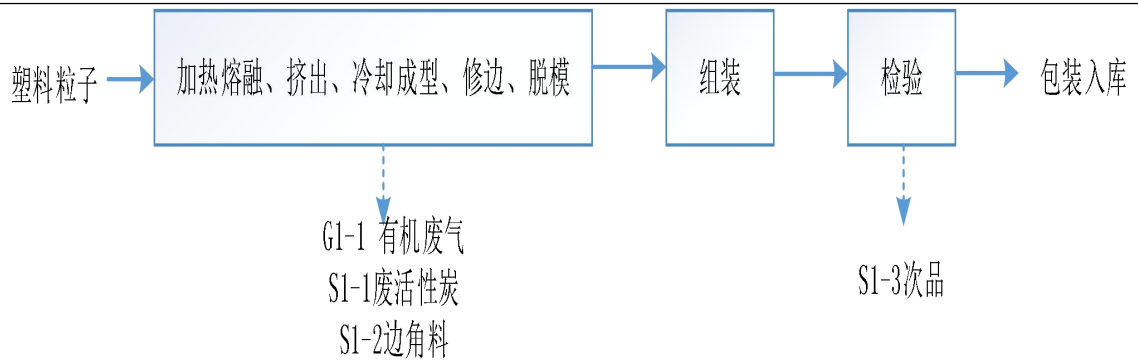 塑料粒子
加热熔融、挤出、冷却成型、修边、脱模
组装
检验
包装入库
G1-1 有机废气
S1-1废活性炭
S1-2边角料
S1-3次品